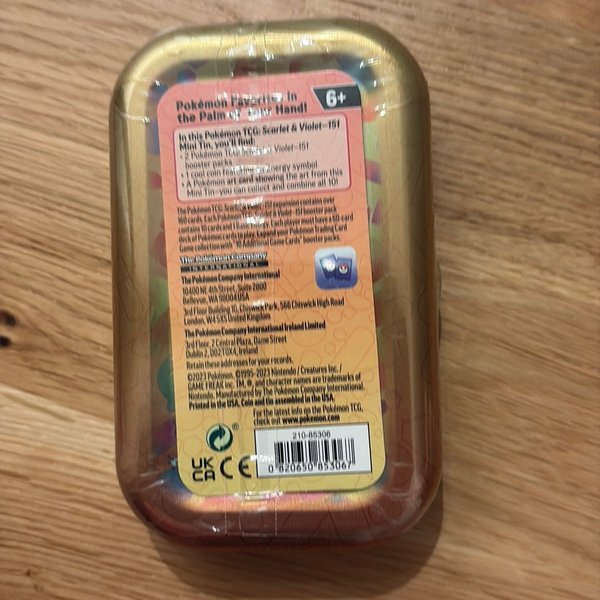 Pokémon Favorites in
the Palm of Your Hand!
6+
In this Pokémon TCG: Scarlet & Violet—151
Mini Tin, you'll find:
• 2 Pokémon TCG: Scarlet & Violet—151
booster packs
• 1 cool coin featuring an Energy symbol
• A Pokémon art card showing the art from this
Mini Tin—you can collect and combine all 10!
The Pokémon TCG: Scarlet & Violet—151 expansion contains over
160 cards. Each Pokémon TCG: Scarlet & Violet—151 booster pack
contains 10 cards and 1 Basic Energy. Each player must have a 60-card
deck of Pokémon cards to play. Expand your Pokémon Trading Card
Game collection with "10 Additional Game Cards" booster packs.
The Pokémon Company
INTERNATIONAL
The Pokémon Company International
10400 NE 4th Street, Suite 2800
Bellevue, WA 98004 USA
3rd Floor Building 10, Chiswick Park, 566 Chiswick High Road
London, W4 5XS United Kingdom
The Pokémon Company International Ireland Limited
3rd Floor, 2 Central Plaza, Dame Street
Dublin 2, D02 T0X4, Ireland
Retain these addresses for your records.
©2023 Pokémon. ©1995–2023 Nintendo / Creatures Inc. /
GAME FREAK inc. TM, ®, and character names are trademarks of
Nintendo. Manufactured by The Pokémon Company International.
Printed in the USA. Coin and tin assembled in the USA.
For the latest info on the Pokémon TCG,
check out www.pokemon.com
®
UK
CA CE
210-85306
0 820650 853067